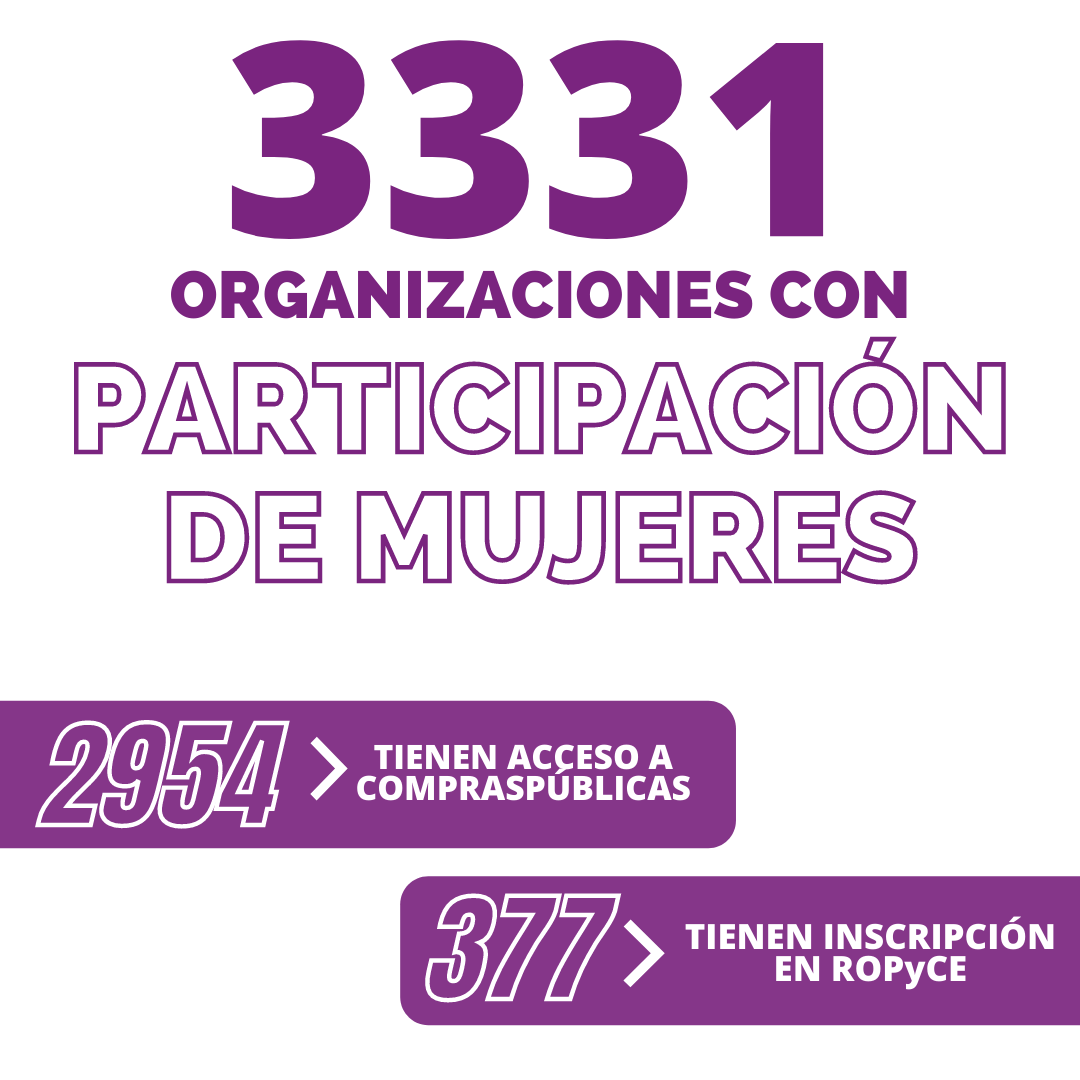 3331
ORGANIZACIONES CON
PARTICIPACIÓN
DE MUJERES
2954
TIENEN ACCESO A
COMPRASPÚBLICAS
377
TIENEN INSCRIPCIÓN
EN ROPyCE